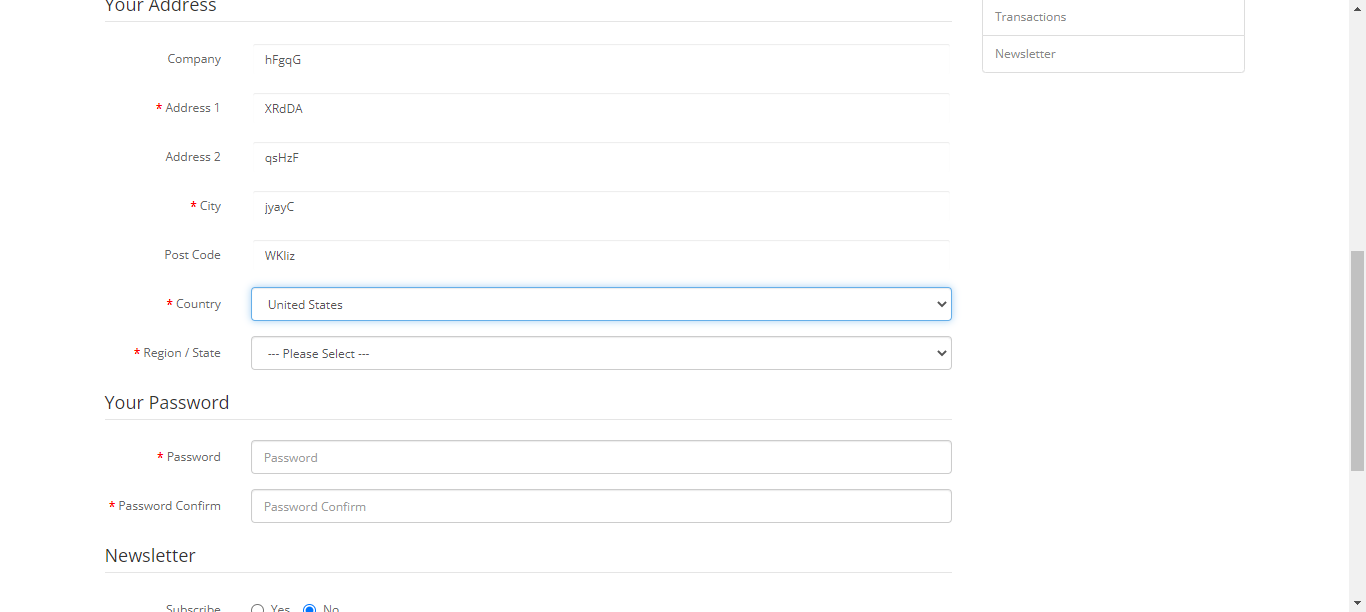 Your Address
Company
hFgqG
* Address 1
XRdDA
Address 2
qsHzF
* City
jyayC
Post Code
WKliz
* Country
United States
* Region / State
--- Please Select ---
Your Password
* Password
Password
* Password Confirm
Password Confirm
Newsletter
Subscribe
Yes No
Transactions
Newsletter